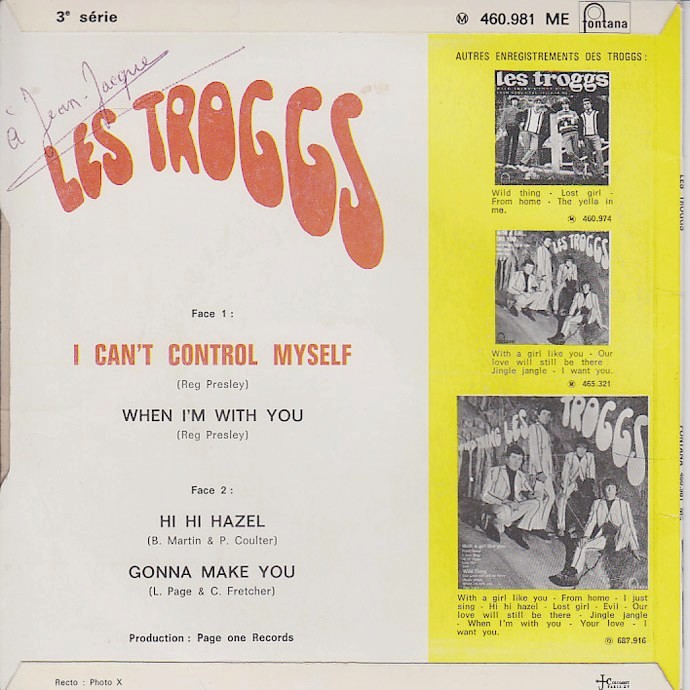 3e série
Ⓜ 460.981 ME
fontana
à Jean-Jacque
LES TROGGS
Face 1 :
I CAN'T CONTROL MYSELF
(Reg Presley)
WHEN I'M WITH YOU
(Reg Presley)
Face 2 :
HI HI HAZEL
(B. Martin & P. Coulter)
GONNA MAKE YOU
(L. Page & C. Fretcher)
Production : Page one Records
Recto : Photo X
AUTRES ENREGISTREMENTS DES TROGGS :
les troggs
Wild thing - Lost girl -
From home - The yella in
me.
Ⓜ 460.974
LES TROGGS
With a girl like you - Our
love will still be there -
Jingle jangle - I want you.
Ⓜ 465.321
LES TROGGS
With a girl like you - From home - I just
sing - Hi hi hazel - Lost girl - Evil - Our
love will still be there - Jingle jangle
- When I'm with you - Your love - I
want you.
687.916
LES TROGGS